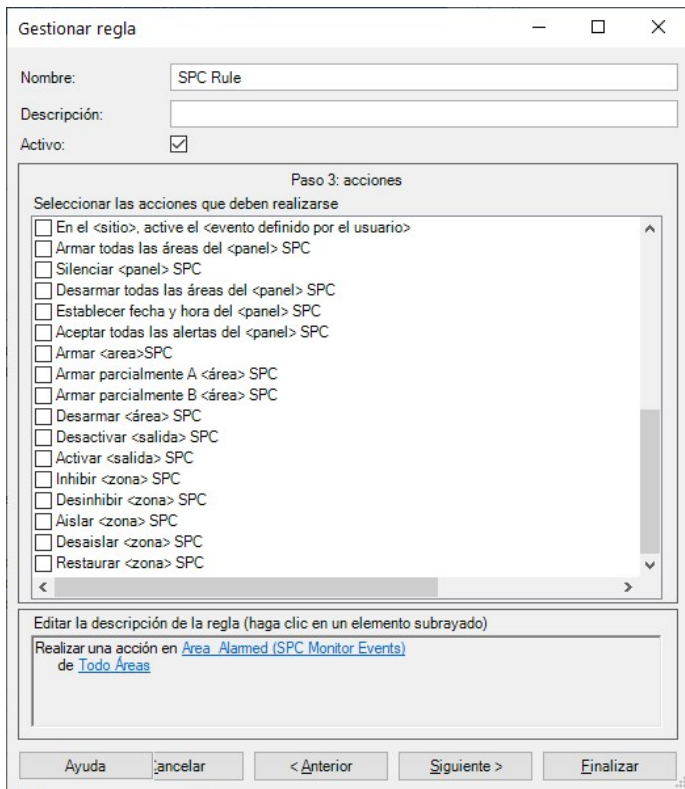 Gestionar regla
Nombre: SPC Rule
Descripción:
Activo:
Paso 3: acciones
Seleccionar las acciones que deben realizarse
En el <sitio>, active el <evento definido por el usuario>
Armar todas las áreas del <panel> SPC
Silenciar <panel> SPC
Desarmar todas las áreas del <panel> SPC
Establecer fecha y hora del <panel> SPC
Aceptar todas las alertas del <panel> SPC
Armar <area>SPC
Armar parcialmente A <área> SPC
Armar parcialmente B <área> SPC
Desarmar <área> SPC
Desactivar <salida> SPC
Activar <salida> SPC
Inhibir <zona> SPC
Desinhibir <zona> SPC
Aislar <zona> SPC
Desaislar <zona> SPC
Restaurar <zona> SPC
Editar la descripción de la regla (haga clic en un elemento subrayado)
Realizar una acción en Area Alarmed (SPC Monitor Events)
de Todo Áreas
Ayuda ancelar < Anterior Siguiente > Finalizar